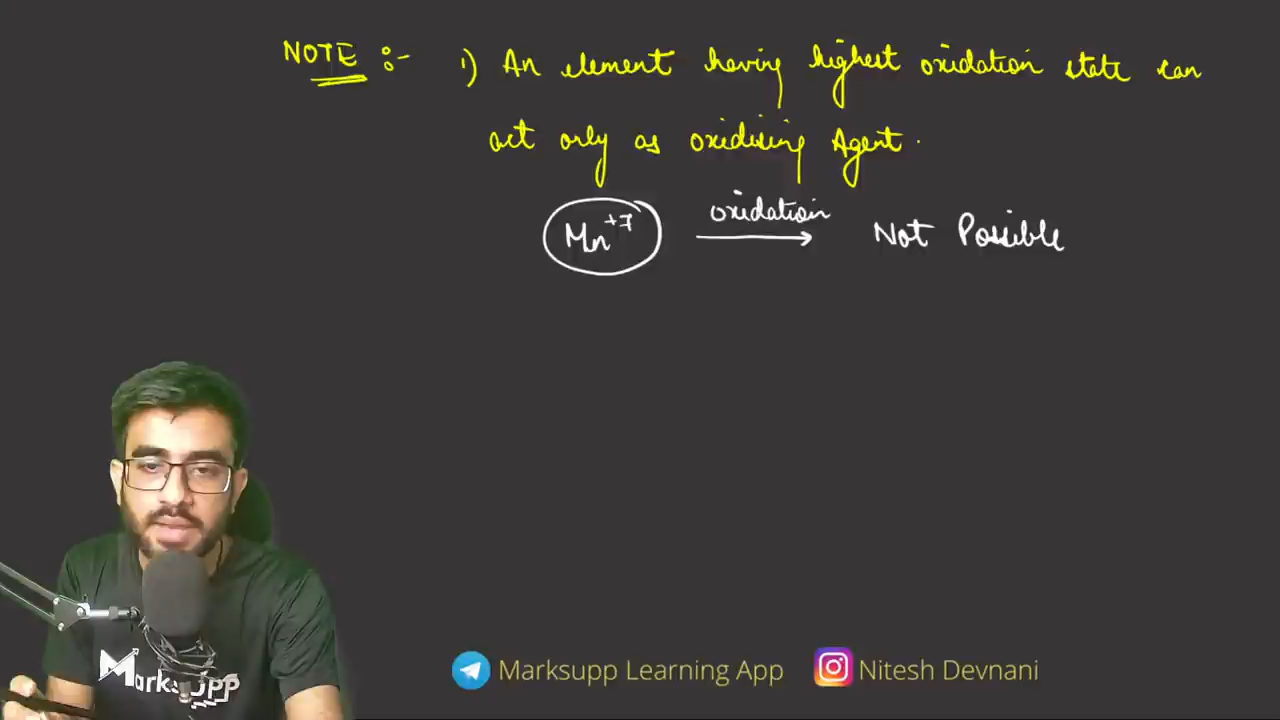 NOTE :- 1) An element having highest oxidation state can
act only as oxidising Agent.
Mn+7 oxidation → Not Possible
MarksUPP
Marksupp Learning App Nitesh Devnani